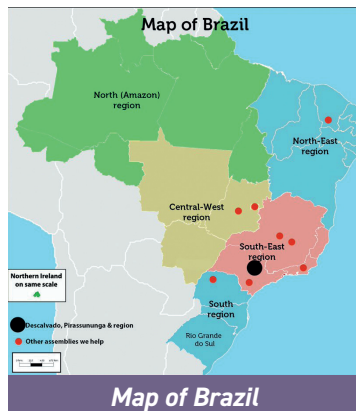 Map of Brazil
North (Amazon)
region
North-East
region
Central-West
region
South-East
region
Northern Ireland
on same scale
South
region
Descalvado, Pirassununga & region
Other assemblies we help
Rio Grande
do Sul
Map of Brazil